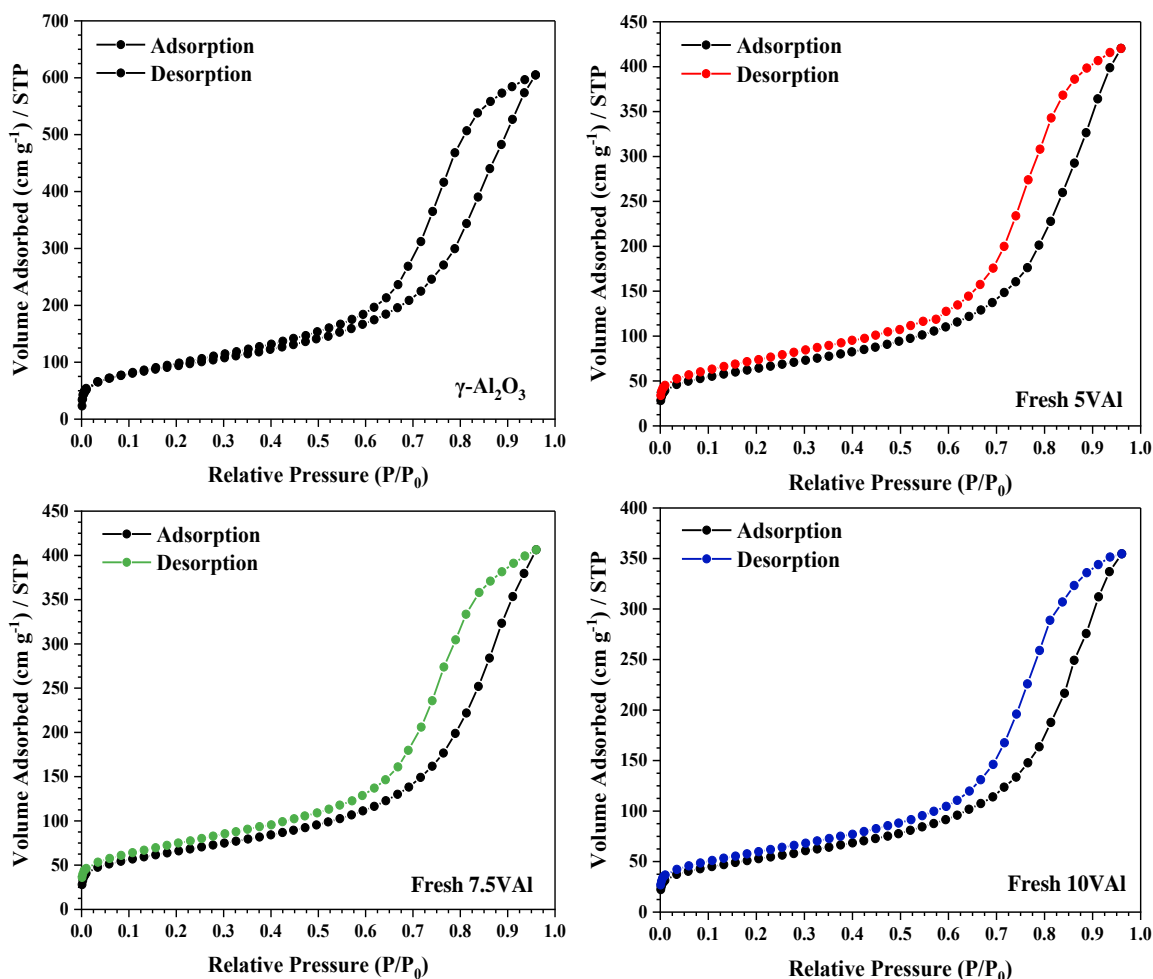 700
600
500
400
300
200
100
0
Volume Adsorbed (cm g⁻¹) / STP
Adsorption
Desorption
γ-Al₂O₃
0.0 0.1 0.2 0.3 0.4 0.5 0.6 0.7 0.8 0.9 1.0
Relative Pressure (P/P₀)
450
400
350
300
250
200
150
100
50
0
Volume Adsorbed (cm g⁻¹) / STP
Adsorption
Desorption
Fresh 5VAl
0.0 0.1 0.2 0.3 0.4 0.5 0.6 0.7 0.8 0.9 1.0
Relative Pressure (P/P₀)
450
400
350
300
250
200
150
100
50
0
Volume Adsorbed (cm g⁻¹) / STP
Adsorption
Desorption
Fresh 7.5VAl
0.0 0.1 0.2 0.3 0.4 0.5 0.6 0.7 0.8 0.9 1.0
Relative Pressure (P/P₀)
400
350
300
250
200
150
100
50
0
Volume Adsorbed (cm g⁻¹) / STP
Adsorption
Desorption
Fresh 10VAl
0.0 0.1 0.2 0.3 0.4 0.5 0.6 0.7 0.8 0.9 1.0
Relative Pressure (P/P₀)